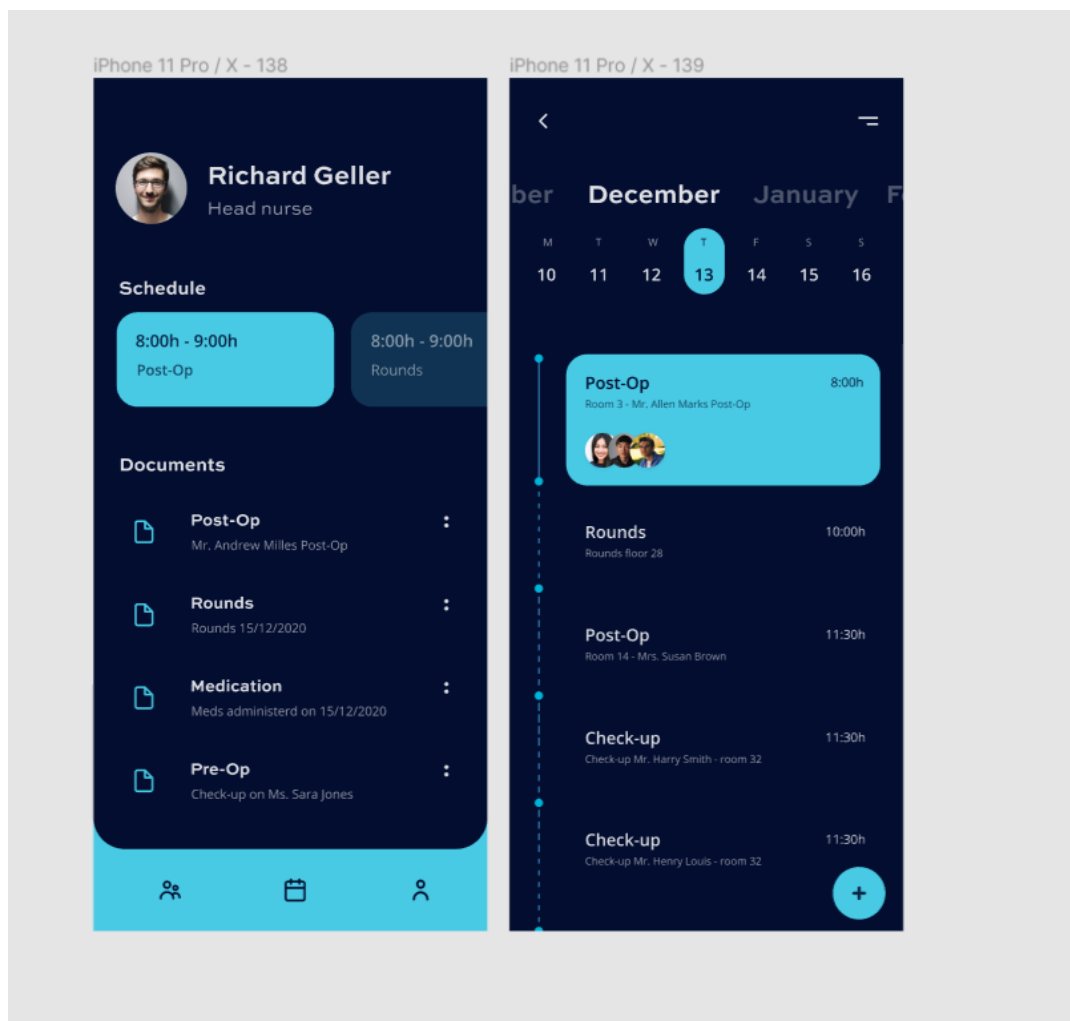 iPhone 11 Pro / X - 138
Richard Geller
Head nurse
Schedule
8:00h - 9:00h
Post-Op
8:00h - 9:00h
Rounds
Documents
Post-Op
Mr. Andrew Milles Post-Op
Rounds
Rounds 15/12/2020
Medication
Meds administerd on 15/12/2020
Pre-Op
Check-up on Ms. Sara Jones
iPhone 11 Pro / X - 139
ber December January F
M T W T F S S
10 11 12 13 14 15 16
Post-Op 8:00h
Room 3 - Mr. Allen Marks Post-Op
Rounds 10:00h
Rounds floor 28
Post-Op 11:30h
Room 14 - Mrs. Susan Brown
Check-up 11:30h
Check-up Mr. Harry Smith - room 32
Check-up 11:30h
Check-up Mr. Henry Louis - room 32
+